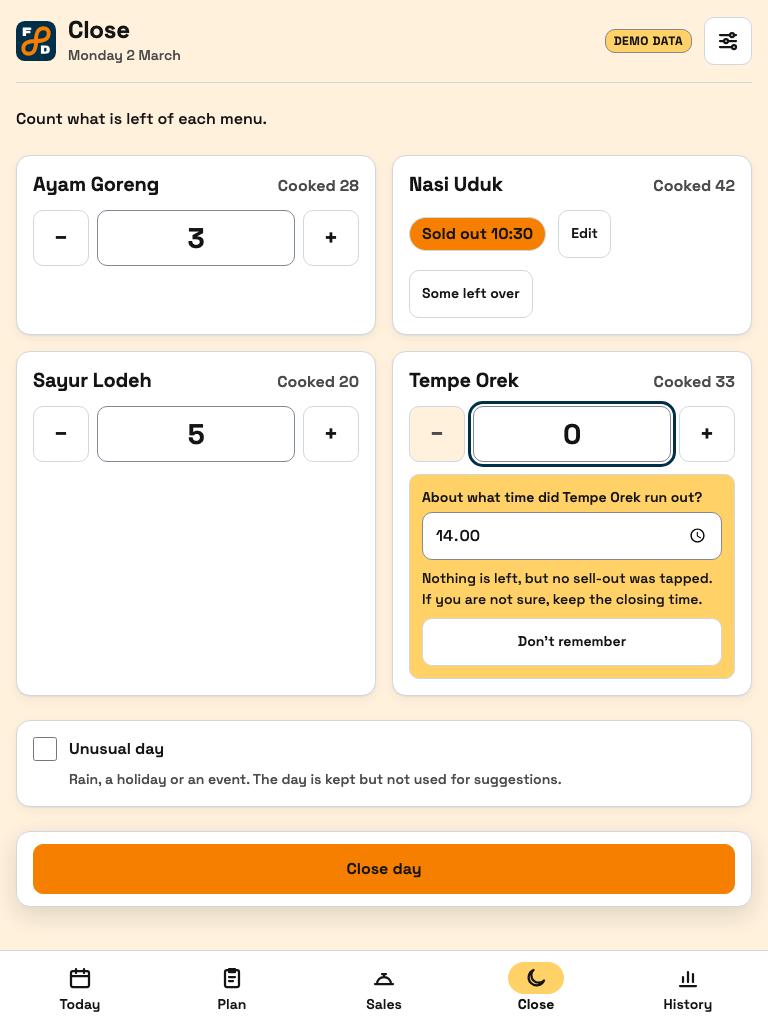 F D
Close
Monday 2 March
DEMO DATA
Count what is left of each menu.
Ayam Goreng
Cooked 28
−
3
+
Nasi Uduk
Cooked 42
Sold out 10:30
Edit
Some left over
Sayur Lodeh
Cooked 20
−
5
+
Tempe Orek
Cooked 33
−
0
+
About what time did Tempe Orek run out?
14.00
Nothing is left, but no sell-out was tapped.
If you are not sure, keep the closing time.
Don’t remember
Unusual day
Rain, a holiday or an event. The day is kept but not used for suggestions.
Close day
Today
Plan
Sales
Close
History